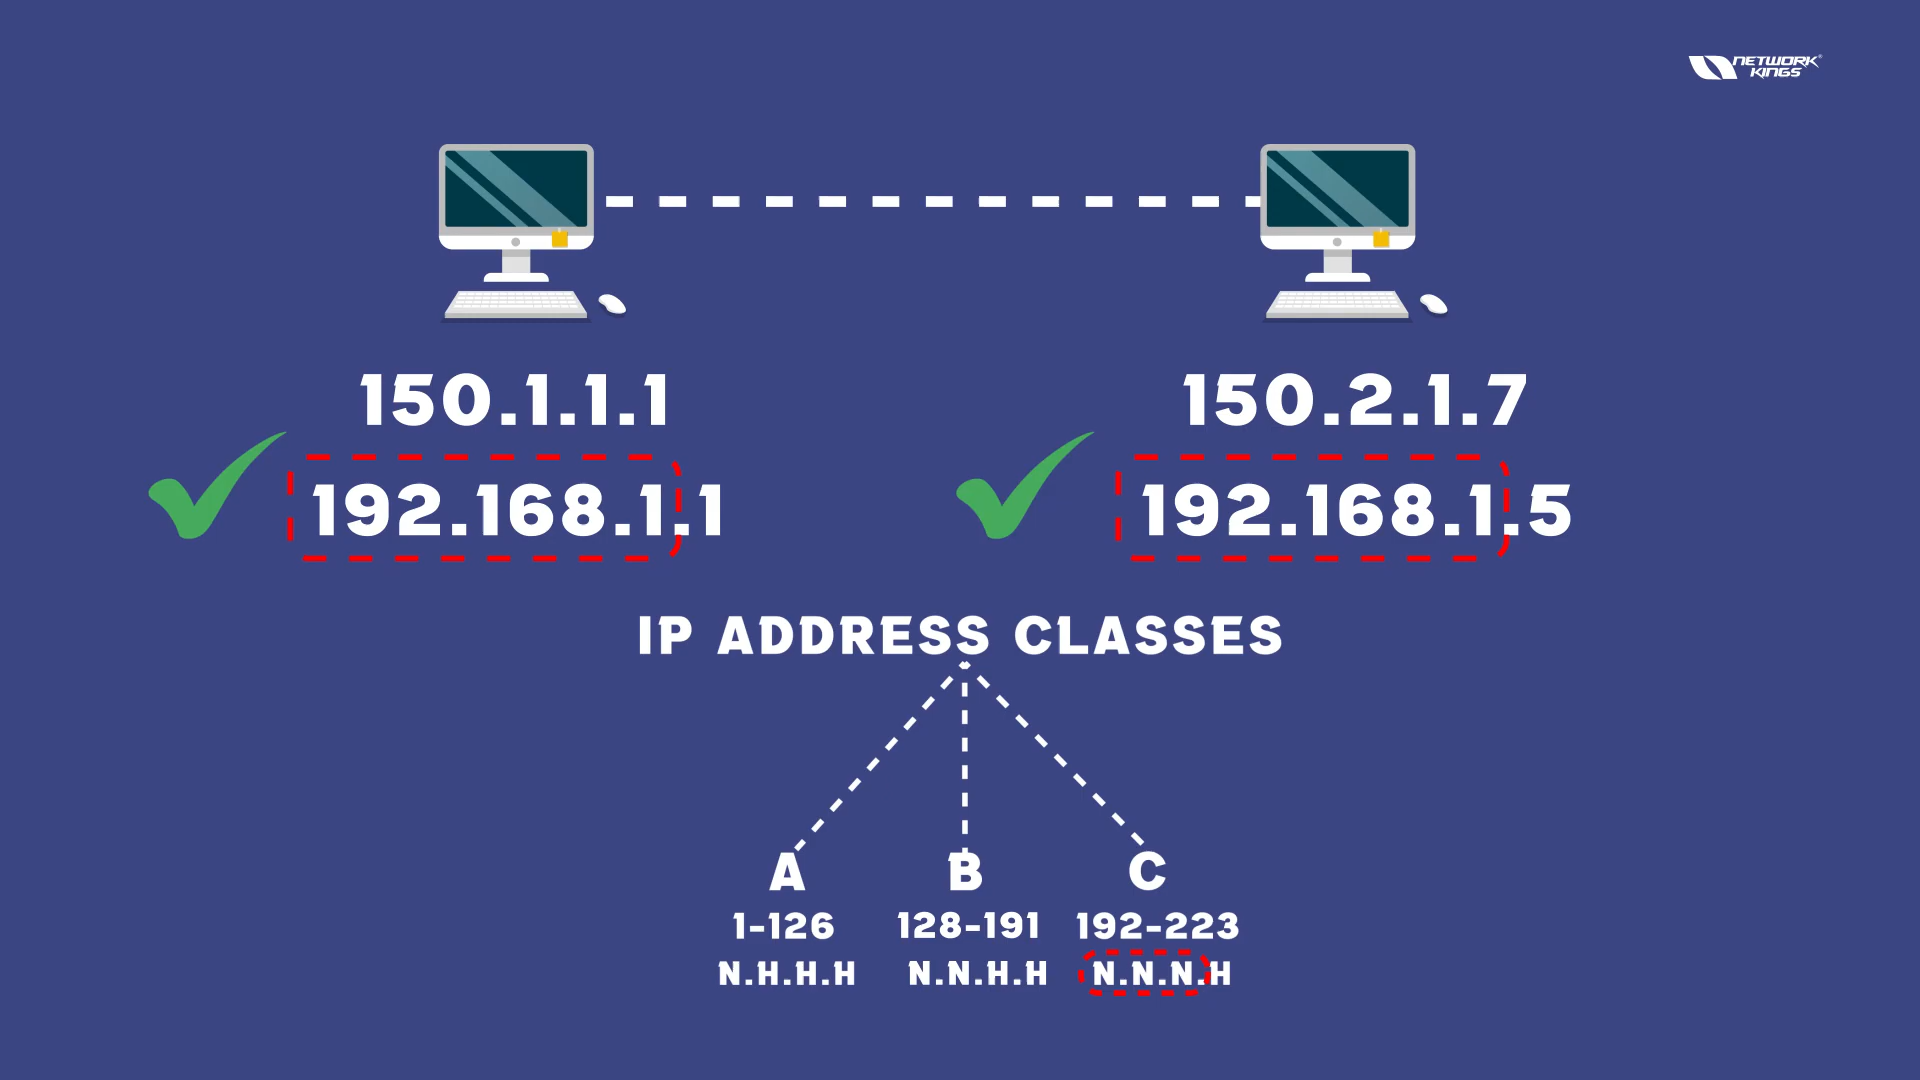 NETWORK
KINGS
150.1.1.1
150.2.1.7
192.168.1.1
192.168.1.5
IP ADDRESS CLASSES
A
B
C
1-126
128-191
192-223
N.H.H.H
N.N.H.H
N.N.N.H